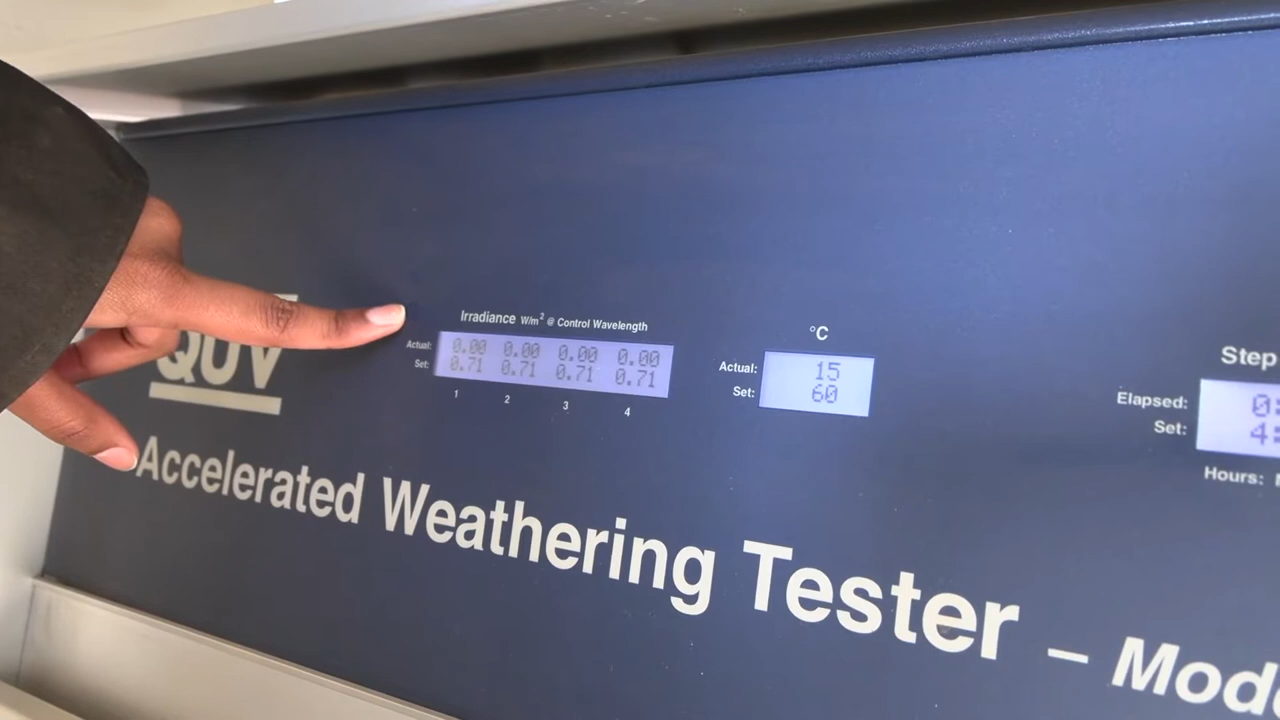 QUV
Irradiance W/m² @ Control Wavelength
Actual: 0.00 0.00 0.00 0.00
Set: 0.71 0.71 0.71 0.71
1 2 3 4
°C
Actual: 15
Set: 60
Step
Elapsed: 0:
Set: 4:
Hours:
Accelerated Weathering Tester –